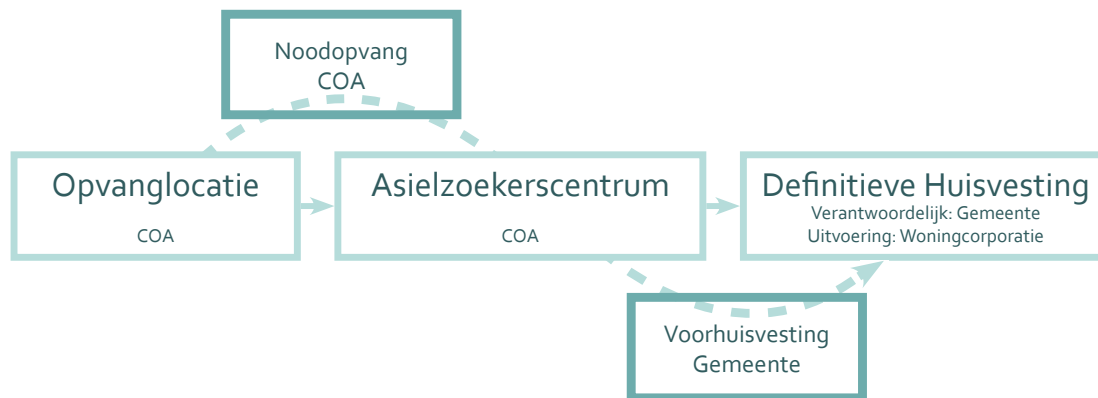 Noodopvang
COA
Opvanglocatie
COA
Asielzoekerscentrum
COA
Definitieve Huisvesting
Verantwoordelijk: Gemeente
Uitvoering: Woningcorporatie
Voorhuisvesting
Gemeente